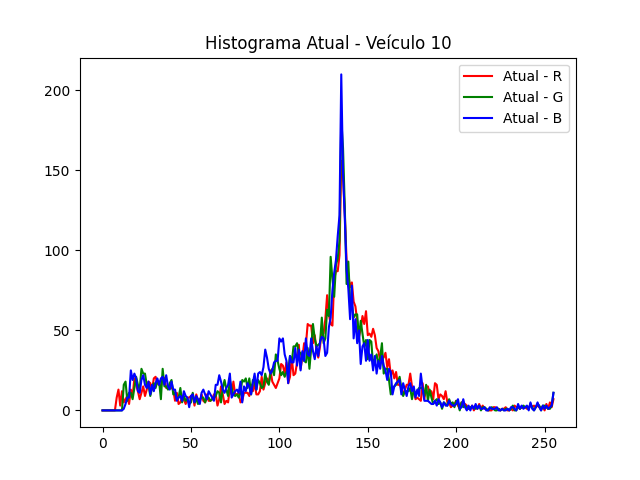 Histograma Atual - Veículo 10
Atual - R
Atual - G
Atual - B
200
150
100
50
0
0 50 100 150 200 250